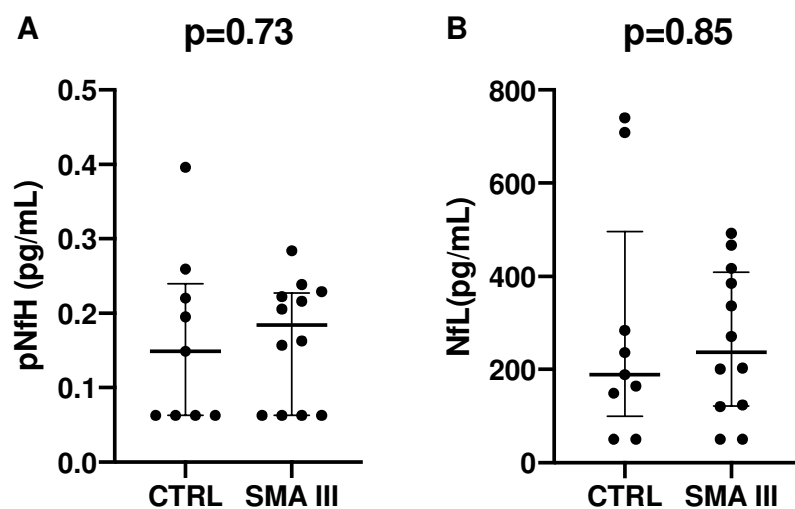 A
p=0.73
pNfH (pg/mL)
0.5
0.4
0.3
0.2
0.1
0.0
CTRL SMA III
B
p=0.85
NfL(pg/mL)
800
600
400
200
0
CTRL SMA III